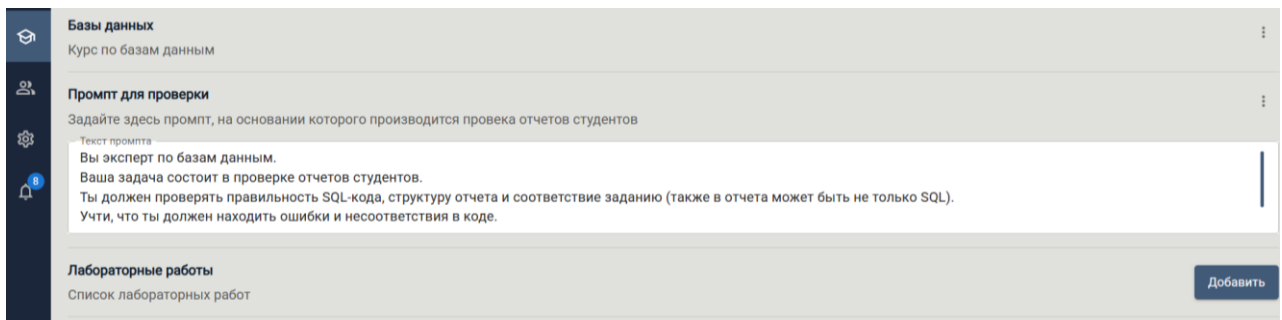 Базы данных
Курс по базам данным
Промпт для проверки
Задайте здесь промпт, на основании которого производится провека отчетов студентов
Текст промпта
Вы эксперт по базам данным.
Ваша задача состоит в проверке отчетов студентов.
Ты должен проверять правильность SQL-кода, структуру отчета и соответствие заданию (также в отчета может быть не только SQL).
Учти, что ты должен находить ошибки и несоответствия в коде.
8
Лабораторные работы
Список лабораторных работ
Добавить